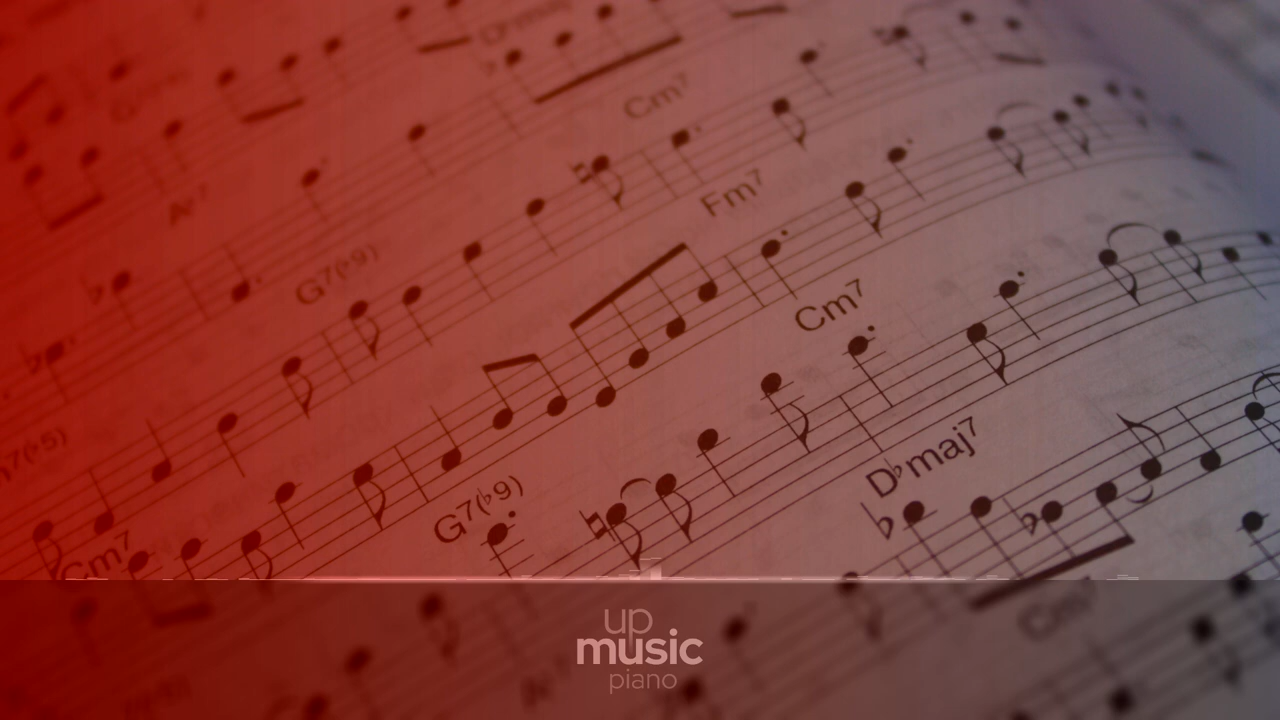 Cm7
Fm7
G7(♭9)
Cm7
G7(♭9)
D♭maj7
Cm7
up
music
piano